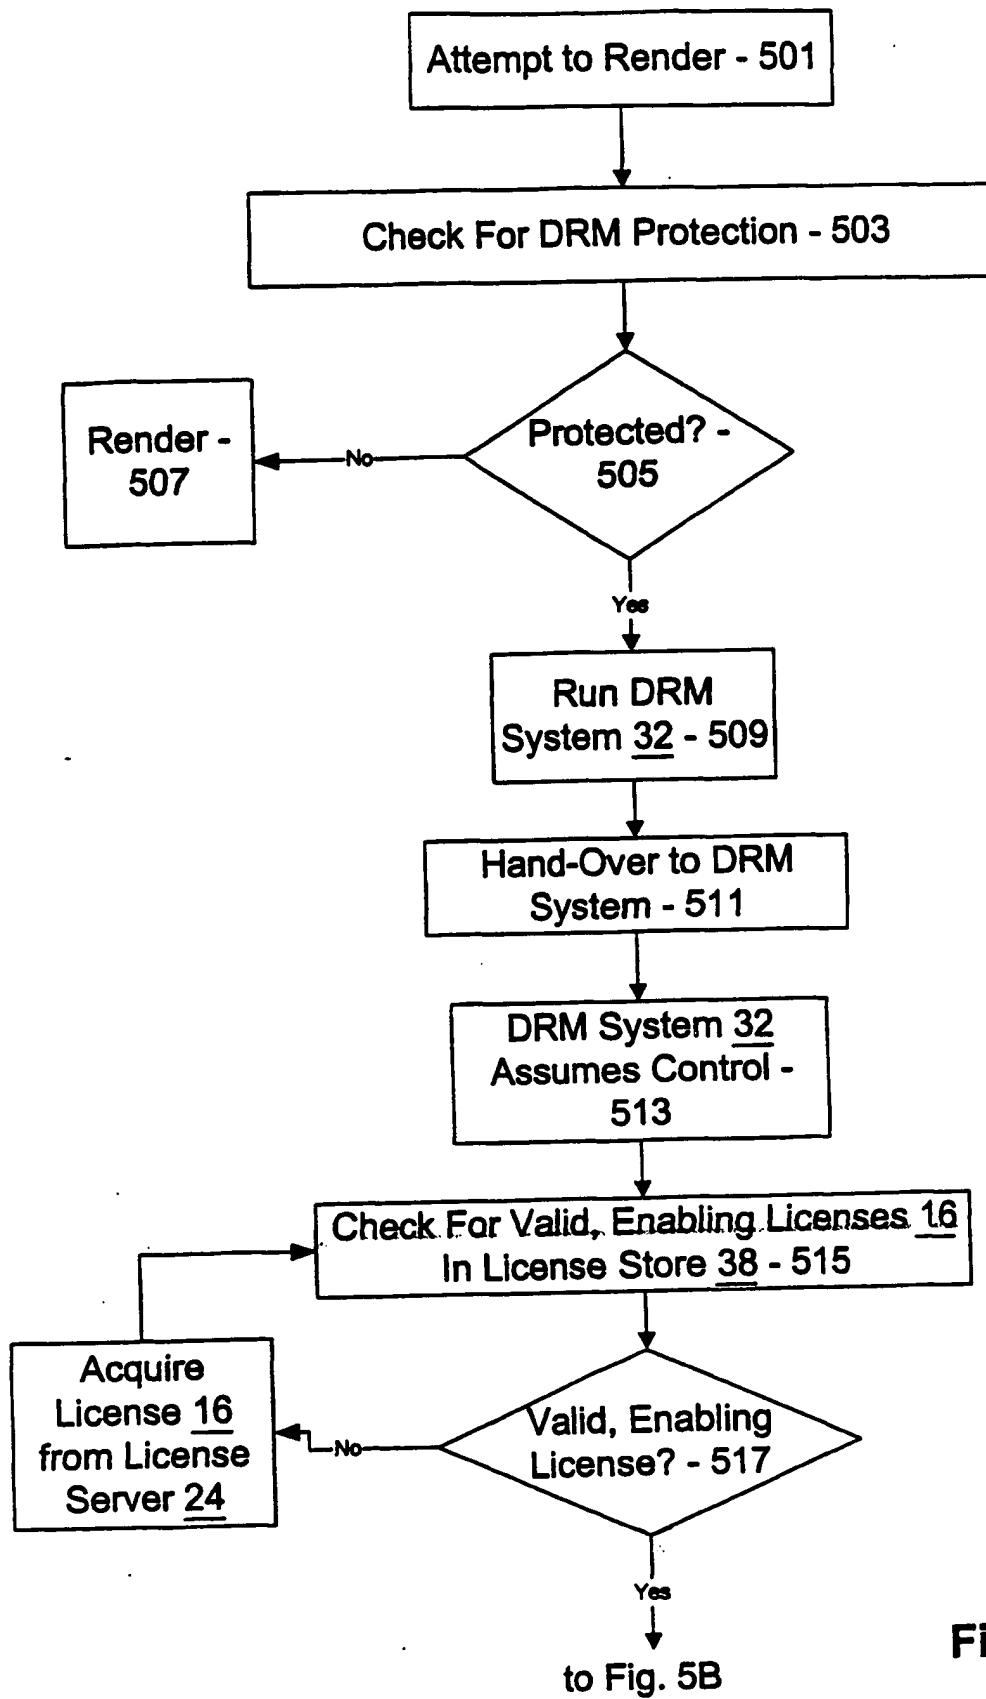 Attempt to Render - 501
Check For DRM Protection - 503
Protected? -
505
No
Render -
507
Yes
Run DRM
System 32 - 509
Hand-Over to DRM
System - 511
DRM System 32
Assumes Control -
513
Check For Valid, Enabling Licenses 16
In License Store 38 - 515
Valid, Enabling
License? - 517
No
Acquire
License 16
from License
Server 24
Yes
to Fig. 5B